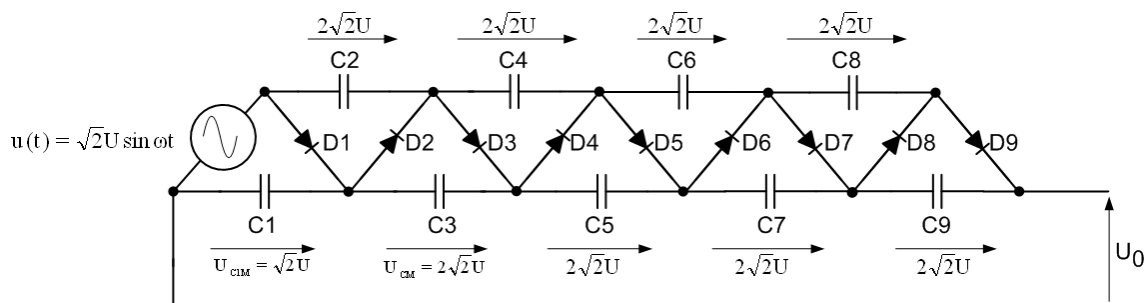 2√2U 2√2U 2√2U 2√2U
C2 C4 C6 C8
u(t) = √2U sin ωt
D1 D2 D3 D4 D5 D6 D7 D8 D9
C1 C3 C5 C7 C9
U_C1M = √2U U_CM = 2√2U 2√2U 2√2U 2√2U
U₀